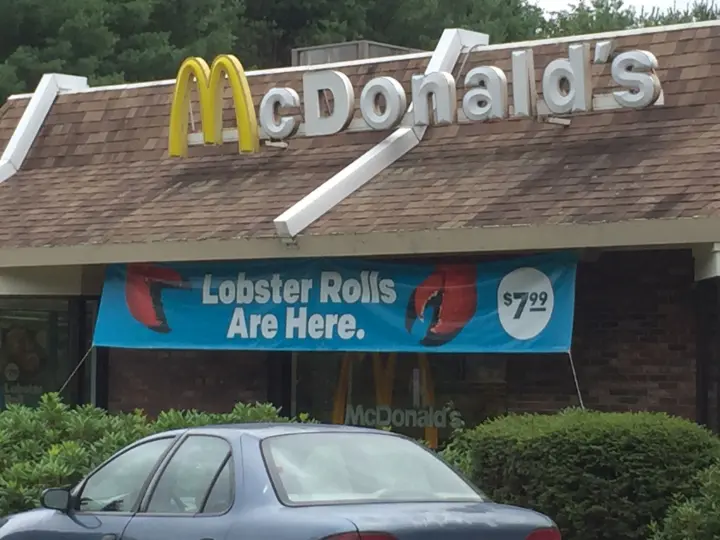 McDonald's
Lobster Rolls
Are Here.
$7.99
McDonald's